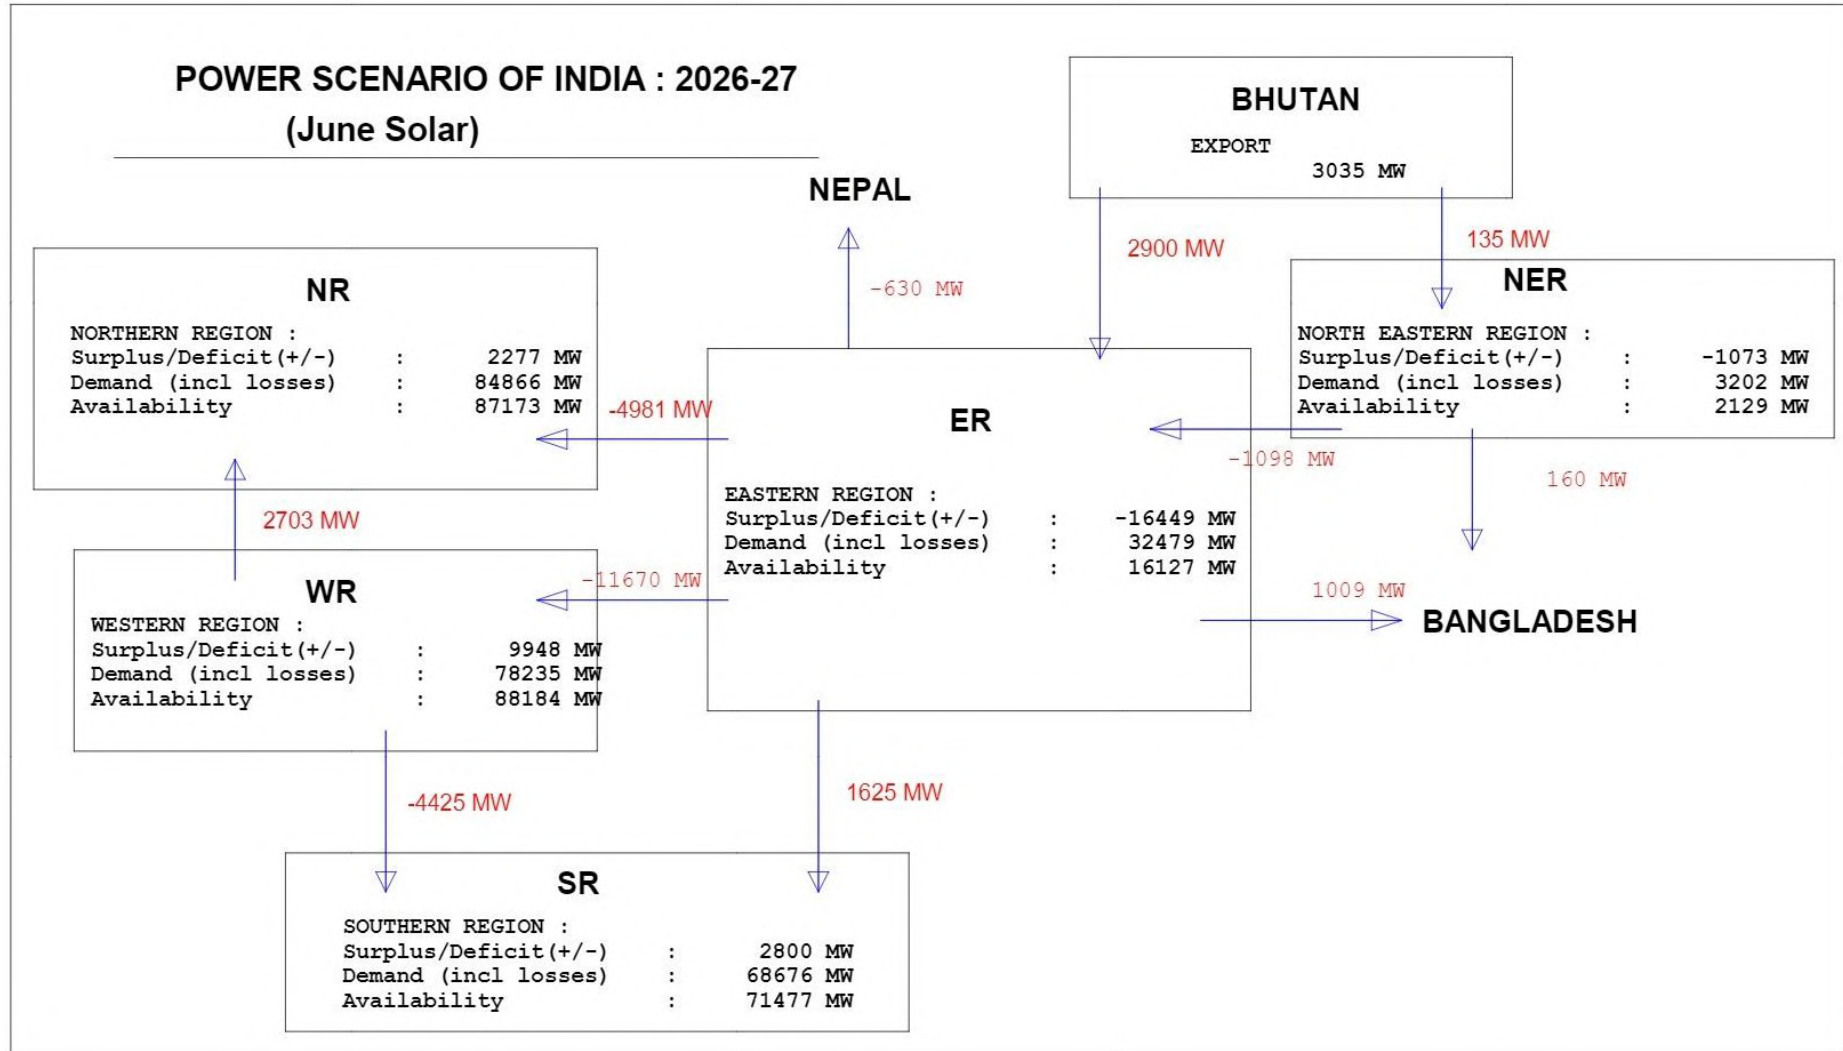 POWER SCENARIO OF INDIA : 2026-27
(June Solar)
BHUTAN
EXPORT
3035 MW
NEPAL
-630 MW
2900 MW
135 MW
NR
NORTHERN REGION :
Surplus/Deficit(+/-) : 2277 MW
Demand (incl losses) : 84866 MW
Availability : 87173 MW
-4981 MW
NER
NORTH EASTERN REGION :
Surplus/Deficit(+/-) : -1073 MW
Demand (incl losses) : 3202 MW
Availability : 2129 MW
-1098 MW
160 MW
ER
EASTERN REGION :
Surplus/Deficit(+/-) : -16449 MW
Demand (incl losses) : 32479 MW
Availability : 16127 MW
2703 MW
-11670 MW
1009 MW
BANGLADESH
WR
WESTERN REGION :
Surplus/Deficit(+/-) : 9948 MW
Demand (incl losses) : 78235 MW
Availability : 88184 MW
-4425 MW
1625 MW
SR
SOUTHERN REGION :
Surplus/Deficit(+/-) : 2800 MW
Demand (incl losses) : 68676 MW
Availability : 71477 MW